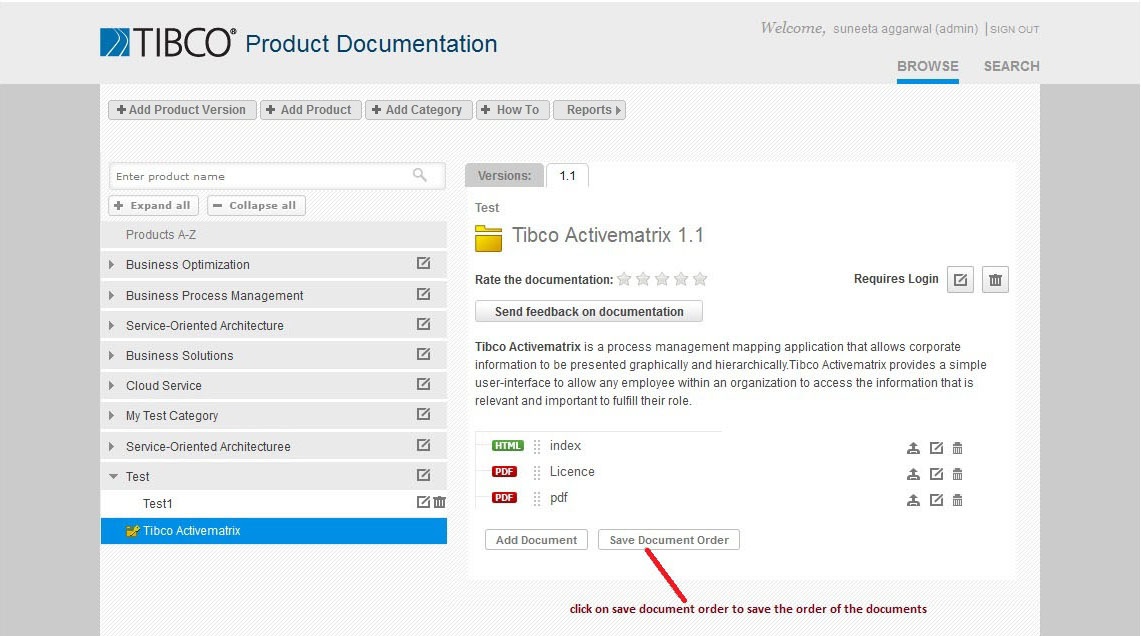 TIBCO® Product Documentation
Welcome, suneeta aggarwal (admin) | SIGN OUT
BROWSE SEARCH
+ Add Product Version + Add Product + Add Category + How To Reports
Enter product name
+ Expand all − Collapse all
Products A-Z
Business Optimization
Business Process Management
Service-Oriented Architecture
Business Solutions
Cloud Service
My Test Category
Service-Oriented Architecturee
Test
Test1
Tibco Activematrix
Versions: 1.1
Test
Tibco Activematrix 1.1
Rate the documentation: Requires Login
Send feedback on documentation
Tibco Activematrix is a process management mapping application that allows corporate
information to be presented graphically and hierarchically.Tibco Activematrix provides a simple
user-interface to allow any employee within an organization to access the information that is
relevant and important to fulfill their role.
HTML index
PDF Licence
PDF pdf
Add Document Save Document Order
click on save document order to save the order of the documents